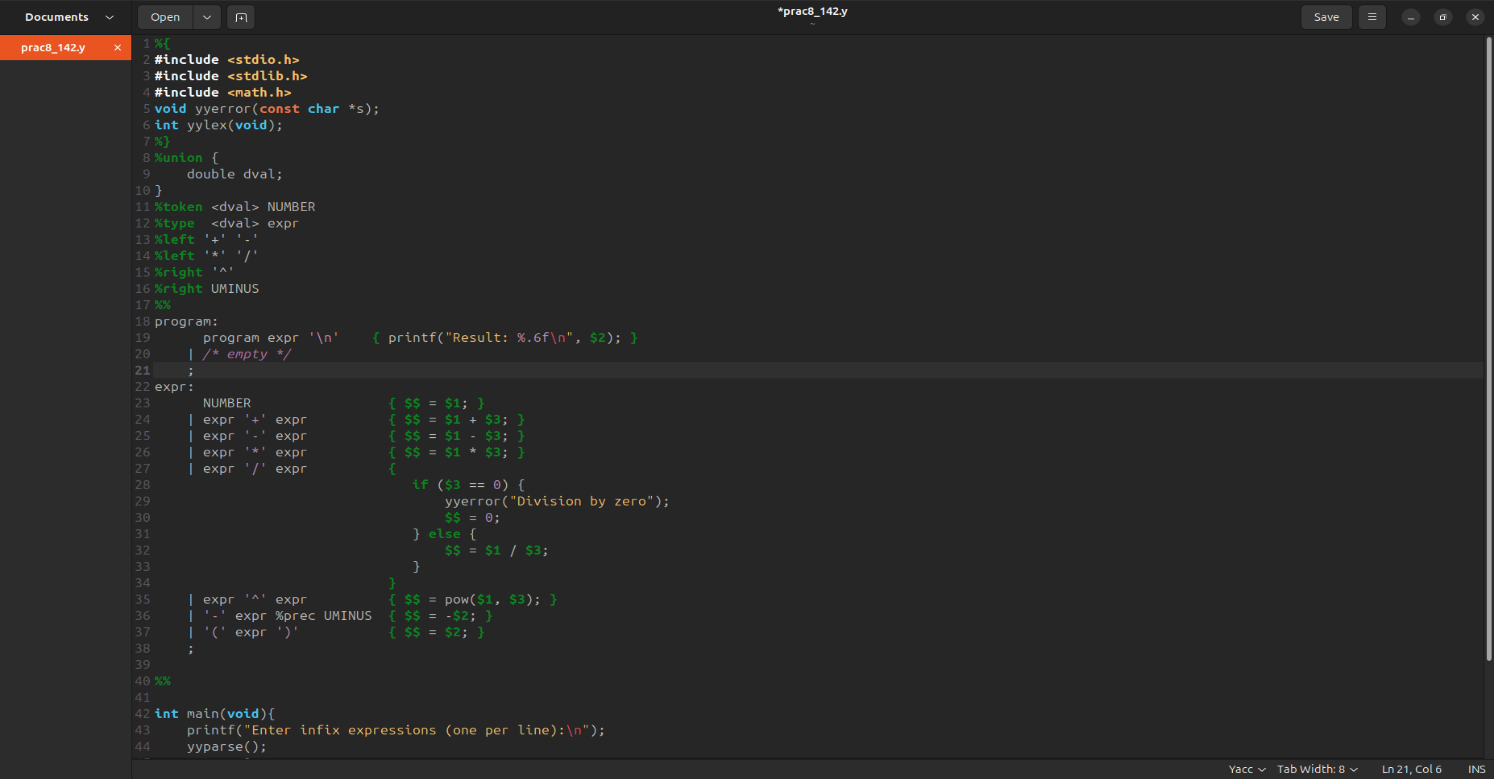 Documents
Open
*prac8_142.y
~
Save
prac8_142.y
1 %{
2 #include <stdio.h>
3 #include <stdlib.h>
4 #include <math.h>
5 void yyerror(const char *s);
6 int yylex(void);
7 %}
8 %union {
9     double dval;
10 }
11 %token <dval> NUMBER
12 %type  <dval> expr
13 %left '+' '-'
14 %left '*' '/'
15 %right '^'
16 %right UMINUS
17 %%
18 program:
19       program expr '\n'    { printf("Result: %.6f\n", $2); }
20     | /* empty */
21     ;
22 expr:
23       NUMBER                 { $$ = $1; }
24     | expr '+' expr          { $$ = $1 + $3; }
25     | expr '-' expr          { $$ = $1 - $3; }
26     | expr '*' expr          { $$ = $1 * $3; }
27     | expr '/' expr          {
28                                 if ($3 == 0) {
29                                     yyerror("Division by zero");
30                                     $$ = 0;
31                                 } else {
32                                     $$ = $1 / $3;
33                                 }
34                              }
35     | expr '^' expr          { $$ = pow($1, $3); }
36     | '-' expr %prec UMINUS  { $$ = -$2; }
37     | '(' expr ')'           { $$ = $2; }
38     ;
39
40 %%
41
42 int main(void){
43     printf("Enter infix expressions (one per line):\n");
44     yyparse();
Yacc Tab Width: 8 Ln 21, Col 6 INS